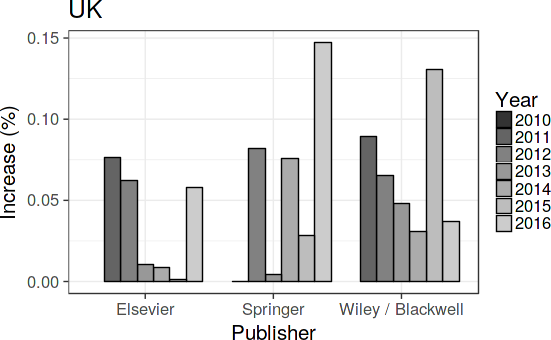 UK
Increase (%)
0.15
0.10
0.05
0.00
Elsevier Springer Wiley / Blackwell
Publisher
Year
2010
2011
2012
2013
2014
2015
2016